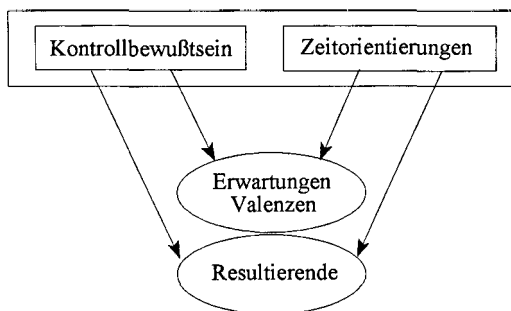 Kontrollbewußtsein
Zeitorientierungen
Erwartungen
Valenzen
Resultierende